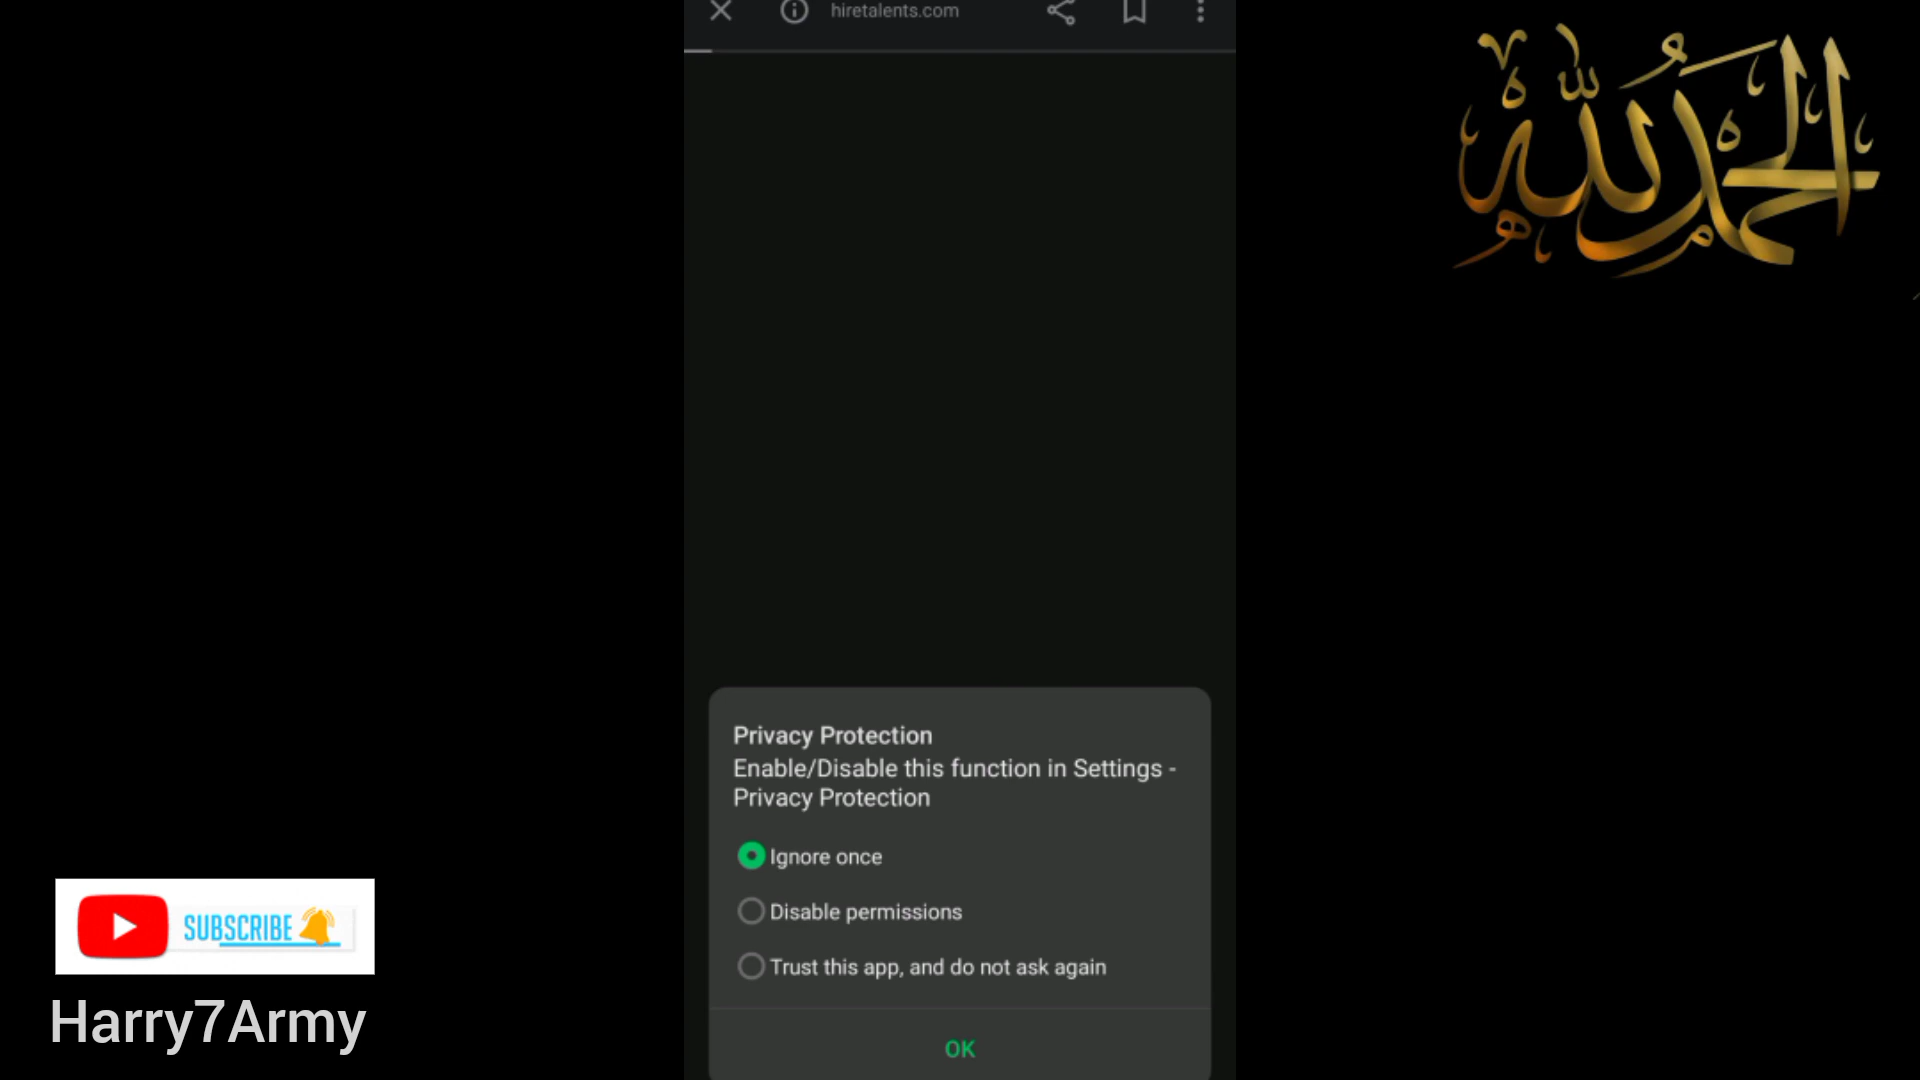 hiretalents.com
الحمد لله
Privacy Protection
Enable/Disable this function in Settings -
Privacy Protection
Ignore once
Disable permissions
Trust this app, and do not ask again
OK
SUBSCRIBE
Harry7Army